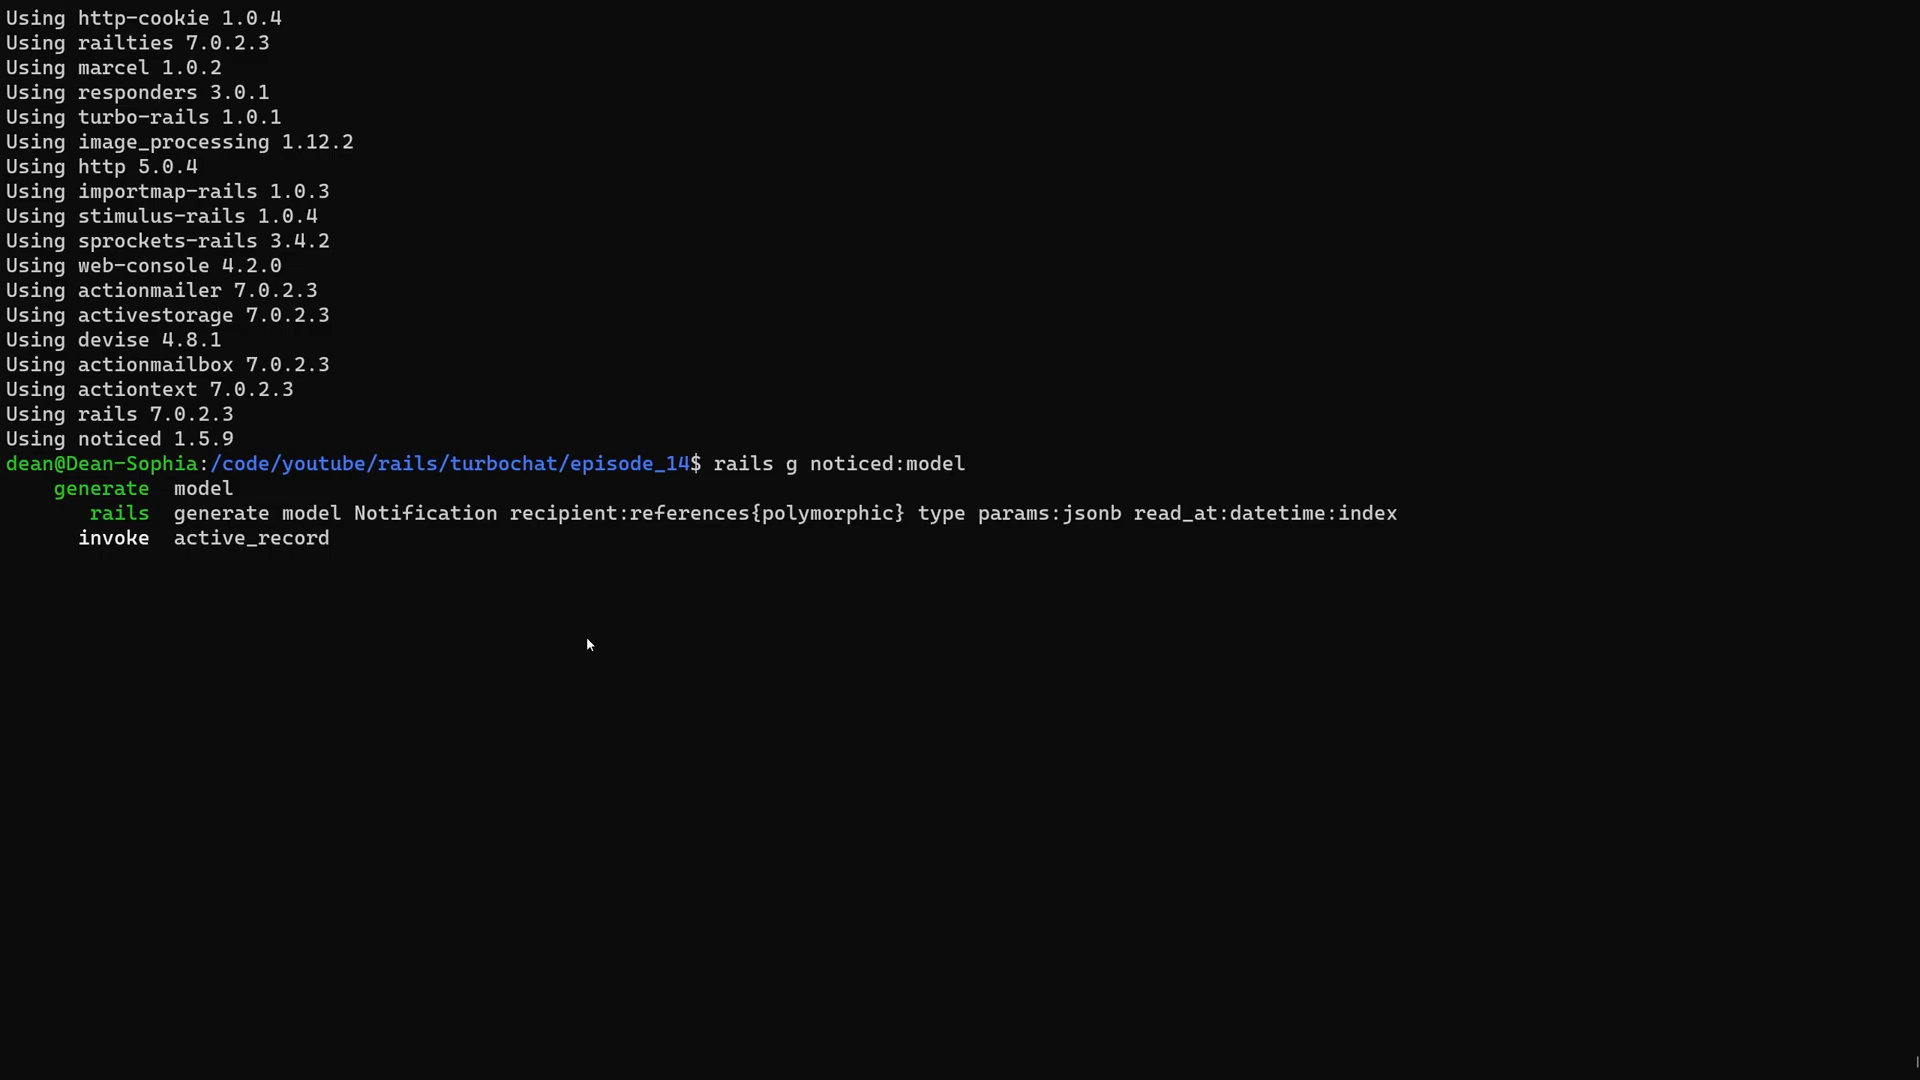 Using http-cookie 1.0.4
Using railties 7.0.2.3
Using marcel 1.0.2
Using responders 3.0.1
Using turbo-rails 1.0.1
Using image_processing 1.12.2
Using http 5.0.4
Using importmap-rails 1.0.3
Using stimulus-rails 1.0.4
Using sprockets-rails 3.4.2
Using web-console 4.2.0
Using actionmailer 7.0.2.3
Using activestorage 7.0.2.3
Using devise 4.8.1
Using actionmailbox 7.0.2.3
Using actiontext 7.0.2.3
Using rails 7.0.2.3
Using noticed 1.5.9
dean@Dean-Sophia:/code/youtube/rails/turbochat/episode_14$ rails g noticed:model
generate model
rails generate model Notification recipient:references{polymorphic} type params:jsonb read_at:datetime:index
invoke active_record